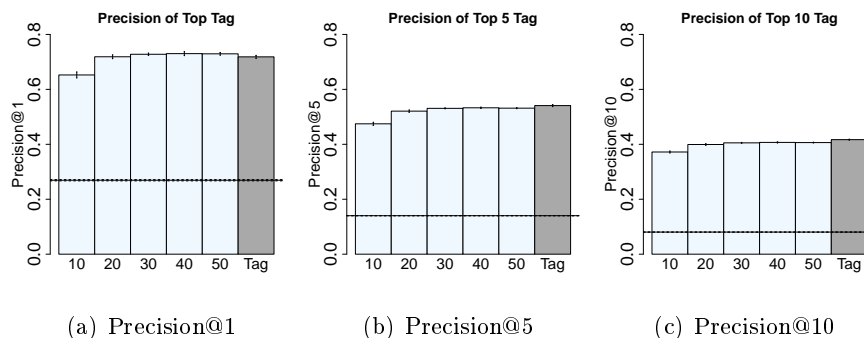 Precision of Top Tag
Precision@1
0.0 0.2 0.4 0.6 0.8
10 20 30 40 50 Tag
(a) Precision@1
Precision of Top 5 Tag
Precision@5
0.0 0.2 0.4 0.6 0.8
10 20 30 40 50 Tag
(b) Precision@5
Precision of Top 10 Tag
Precision@10
0.0 0.2 0.4 0.6 0.8
10 20 30 40 50 Tag
(c) Precision@10